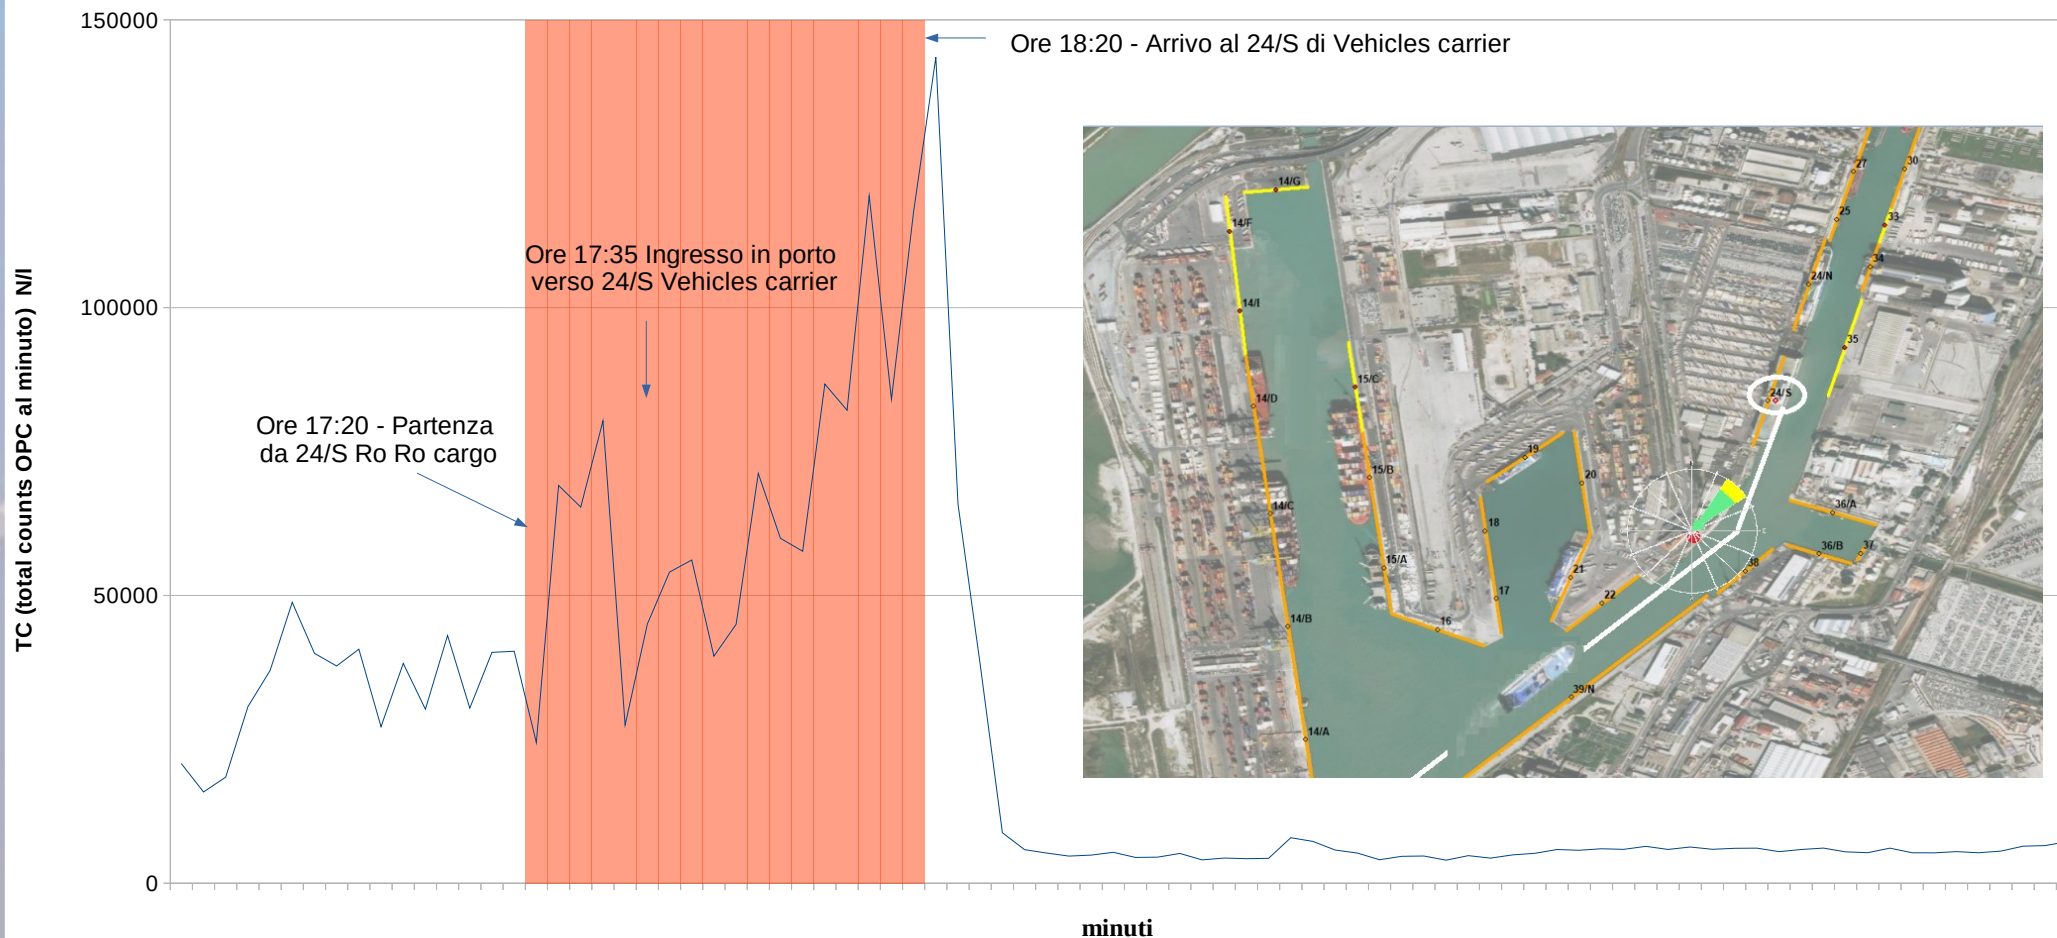 150000
Ore 18:20 - Arrivo al 24/S di Vehicles carrier
Ore 17:35 Ingresso in porto
verso 24/S Vehicles carrier
100000
Ore 17:20 - Partenza
da 24/S Ro Ro cargo
50000
0
TC (total counts OPC al minuto) N/l
minuti
14/G
14/F
14/I
14/D
14/C
14/B
14/A
15/C
15/B
15/A
16
17
18
19
20
21
22
24/S
24/N
25
27
30
33
34
35
36/A
36/B
37
38
39/N